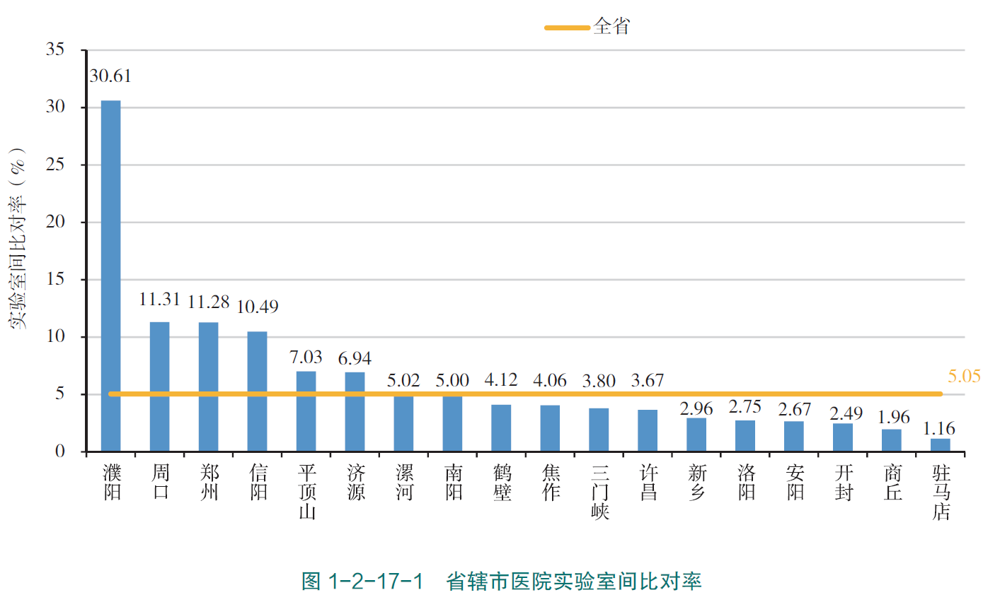 全省
实验室间比对率（%）
35
30
25
20
15
10
5
0
30.61
11.31
11.28
10.49
7.03
6.94
5.02
5.00
4.12
4.06
3.80
3.67
2.96
2.75
2.67
2.49
1.96
1.16
5.05
濮阳
周口
郑州
信阳
平顶山
济源
漯河
南阳
鹤壁
焦作
三门峡
许昌
新乡
洛阳
安阳
开封
商丘
驻马店
图 1-2-17-1 省辖市医院实验室间比对率